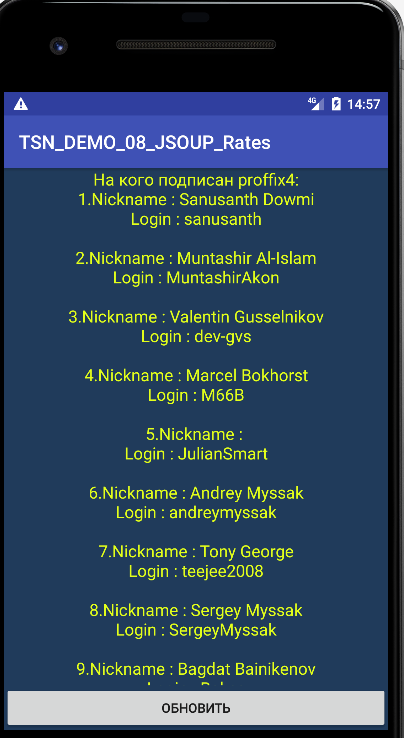 4G 14:57
TSN_DEMO_08_JSOUP_Rates
На кого подписан proffix4:
1.Nickname : Sanusanth Dowmi
Login : sanusanth
2.Nickname : Muntashir Al-Islam
Login : MuntashirAkon
3.Nickname : Valentin Gusselnikov
Login : dev-gvs
4.Nickname : Marcel Bokhorst
Login : M66B
5.Nickname :
Login : JulianSmart
6.Nickname : Andrey Myssak
Login : andreymyssak
7.Nickname : Tony George
Login : teejee2008
8.Nickname : Sergey Myssak
Login : SergeyMyssak
9.Nickname : Bagdat Bainikenov
ОБНОВИТЬ